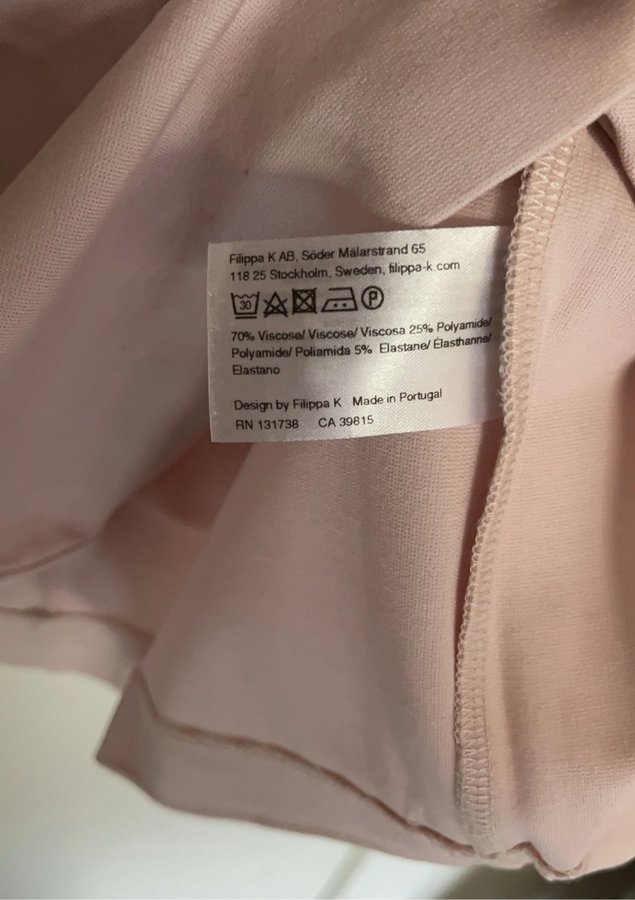 Filippa K AB, Söder Mälarstrand 65
118 25 Stockholm, Sweden, filippa-k.com
30 P
70% Viscose/ Viscose/ Viscosa 25% Polyamide/
Polyamide/ Poliamida 5% Elastane/ Élasthanne/
Elastano
Design by Filippa K Made in Portugal
RN 131738 CA 39815